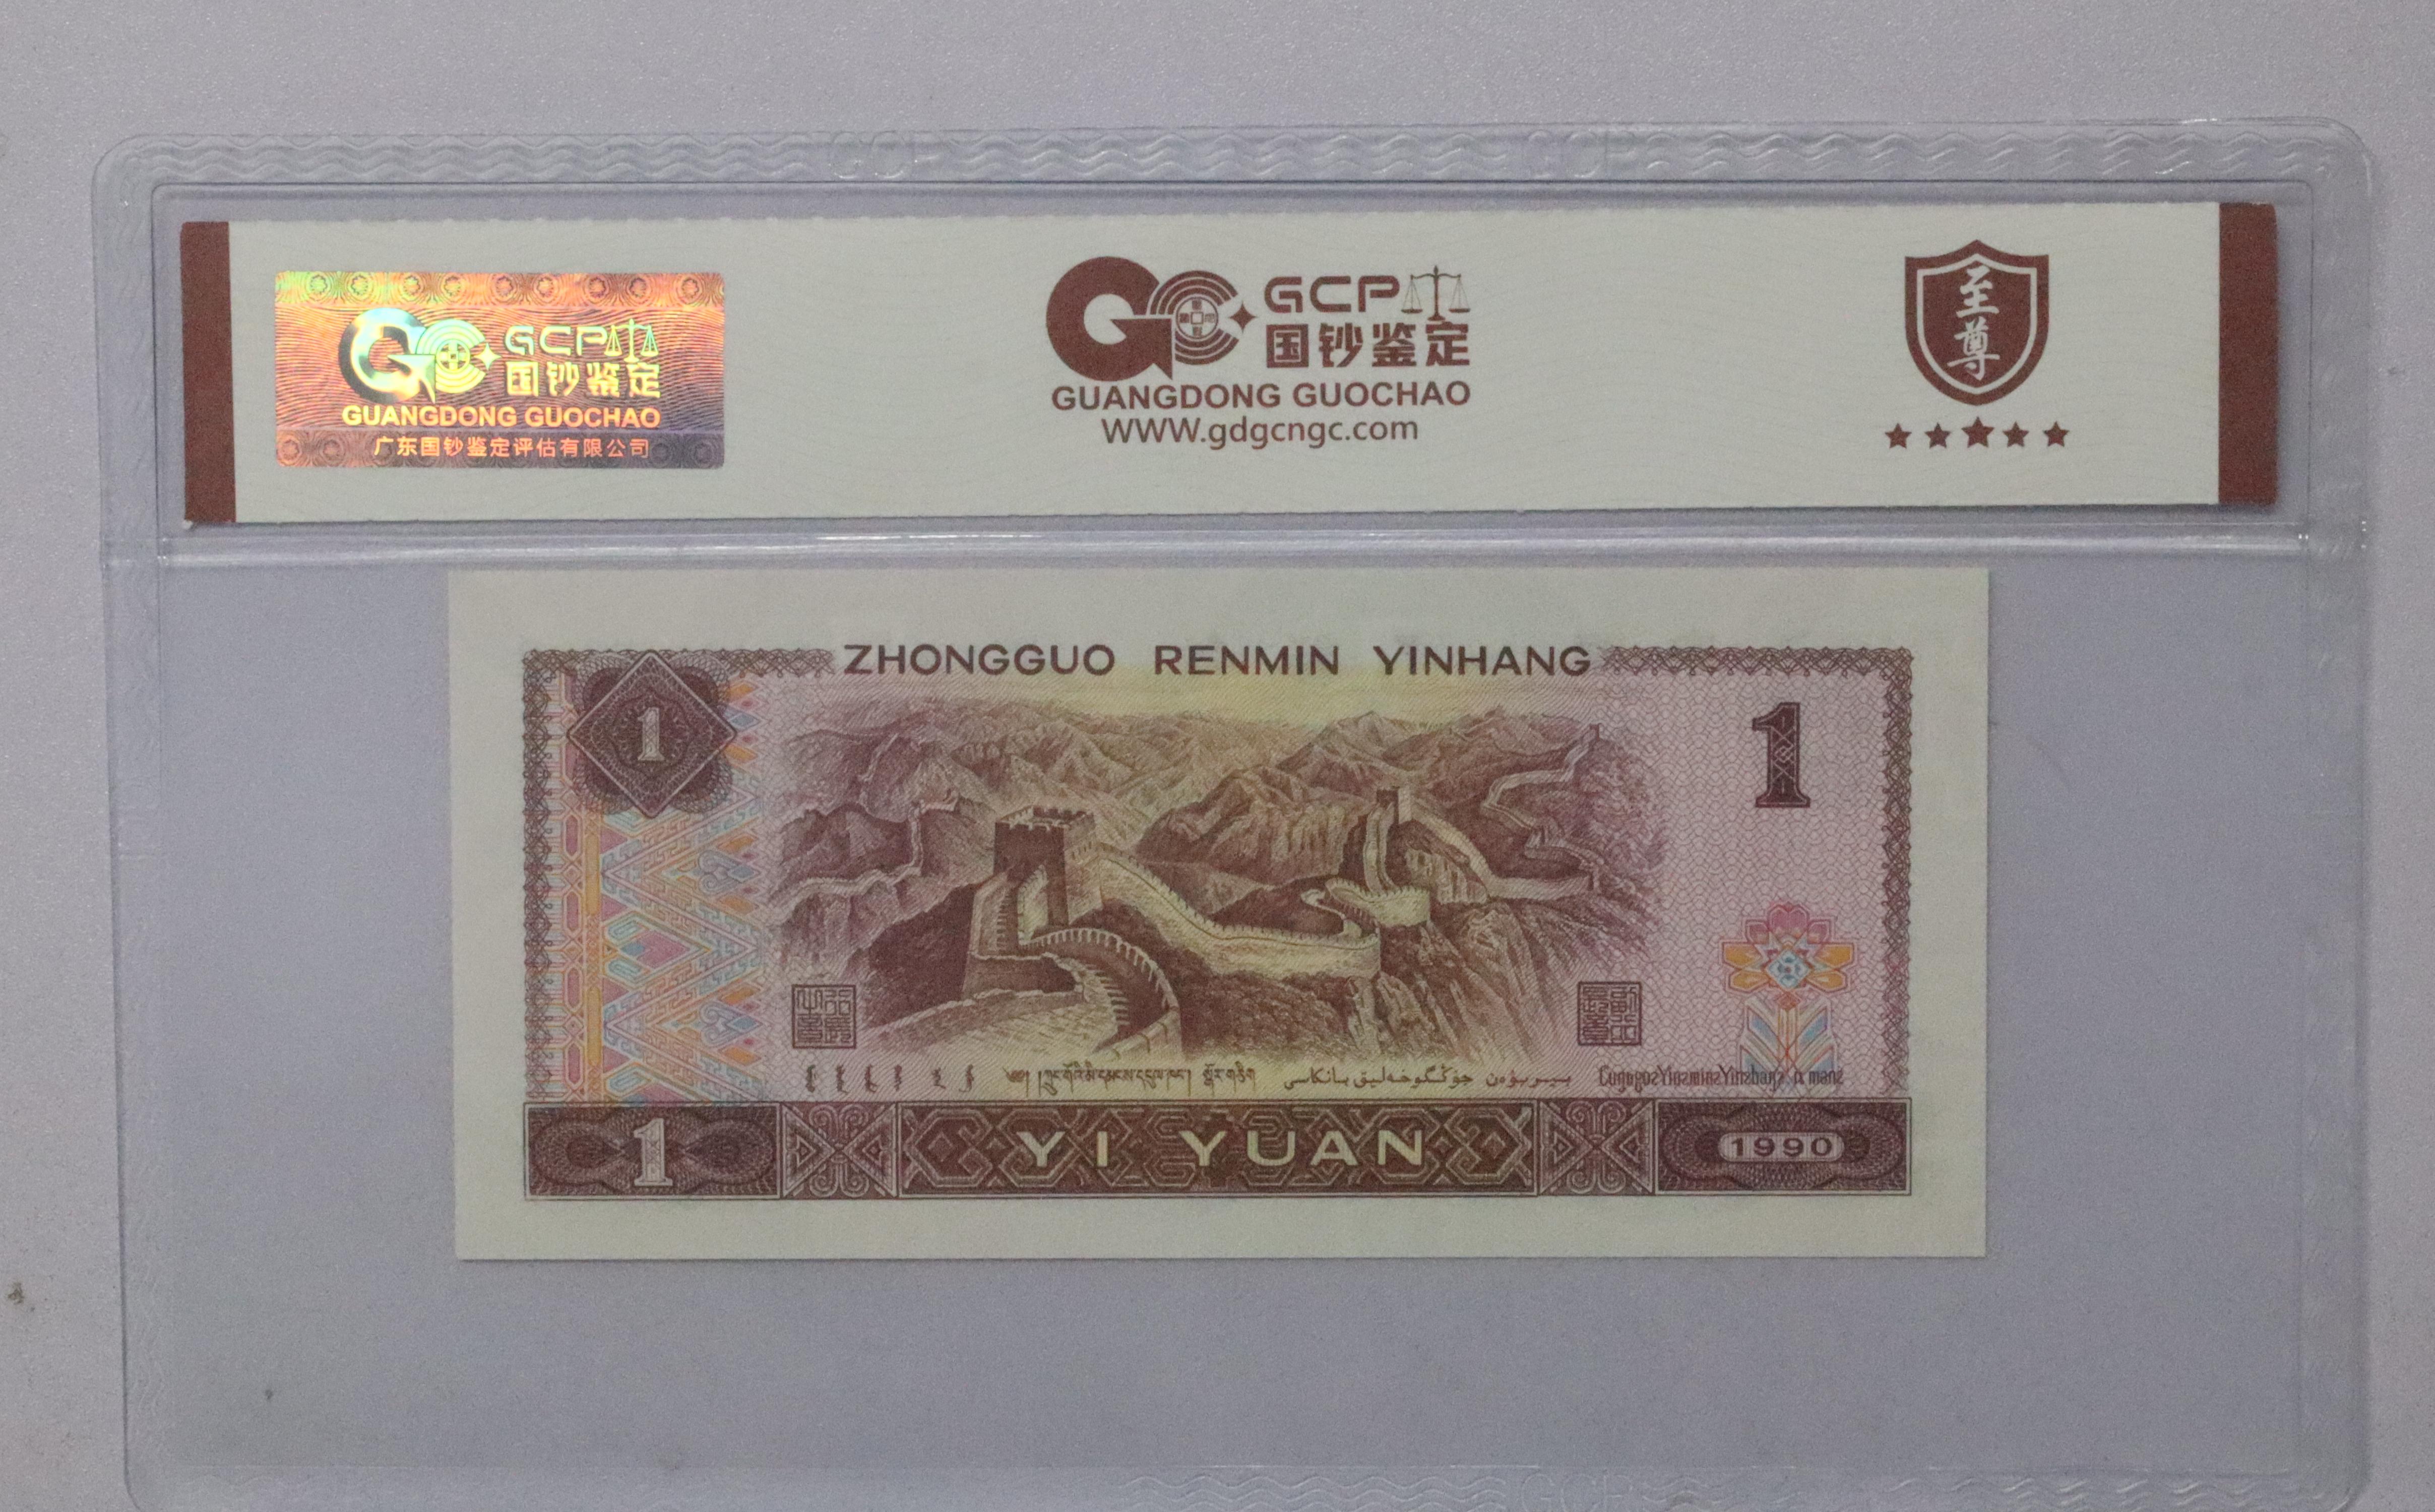 GCP
国钞鉴定
GUANGDONG GUOCHAO
广东国钞鉴定评估有限公司
GCP
国钞鉴定
GUANGDONG GUOCHAO
WWW.gdgcngc.com
至尊
ZHONGGUO RENMIN YINHANG
1
1
1
YI YUAN
1990